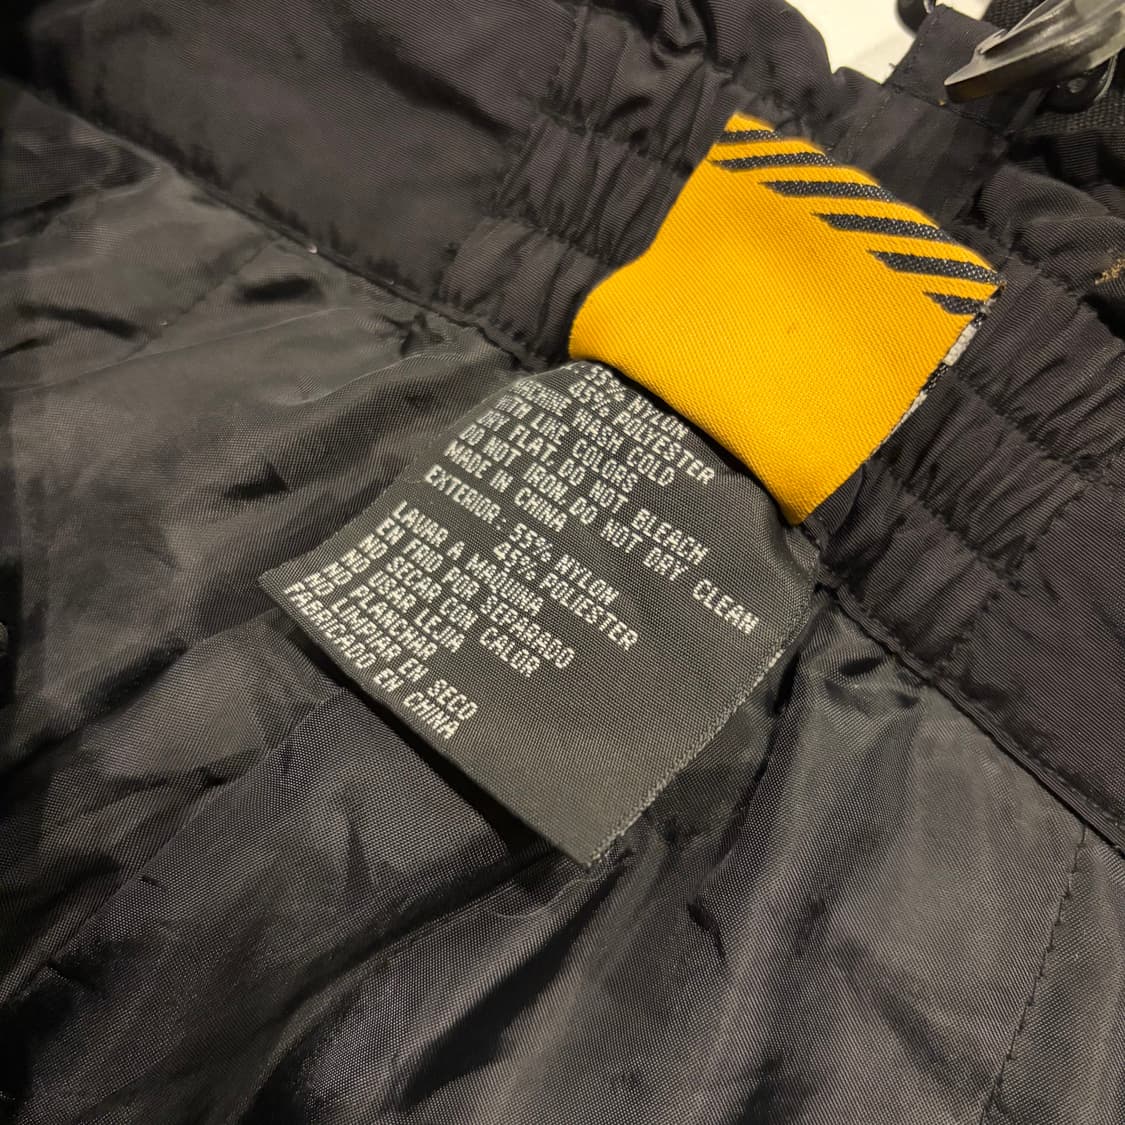 55% NYLON
45% POLYESTER
MACHINE WASH COLD
WITH LIKE COLORS
DRY FLAT, DO NOT BLEACH
DO NOT IRON, DO NOT DRY CLEAN
MADE IN CHINA
EXTERIOR: 55% NYLON
45% POLIESTER
LAVAR A MAQUINA
EN FRIO POR SEPARADO
NO SECAR CON CALOR
NO USAR LEJIA
NO PLANCHAR
NO LIMPIAR EN SECO
FABRICADO EN CHINA